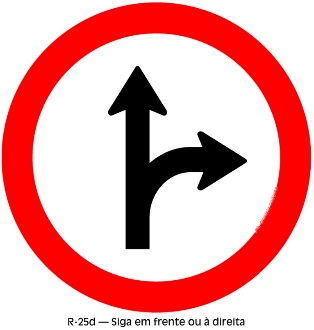 R-25d — Siga em frente ou à direita